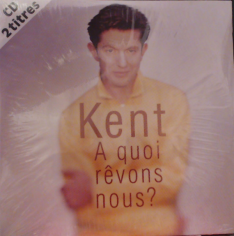 CD
2 titres
Kent
A quoi
rêvons
nous?